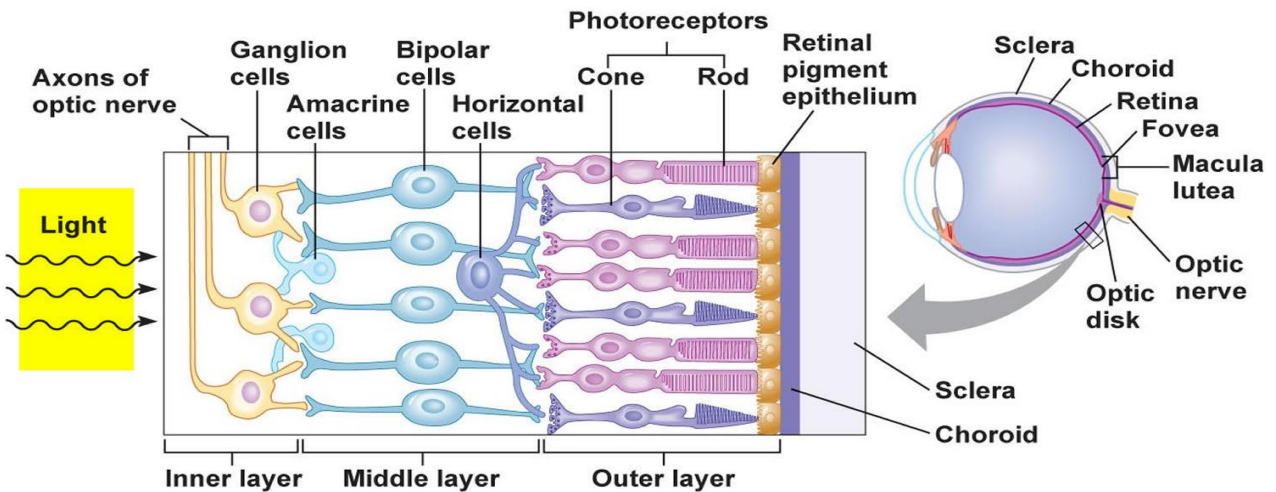 Photoreceptors
Ganglion
cells
Bipolar
cells
Cone
Rod
Retinal
pigment
epithelium
Axons of
optic nerve
Amacrine
cells
Horizontal
cells
Sclera
Choroid
Retina
Fovea
Macula
lutea
Light
Optic
nerve
Optic
disk
Sclera
Choroid
Inner layer
Middle layer
Outer layer